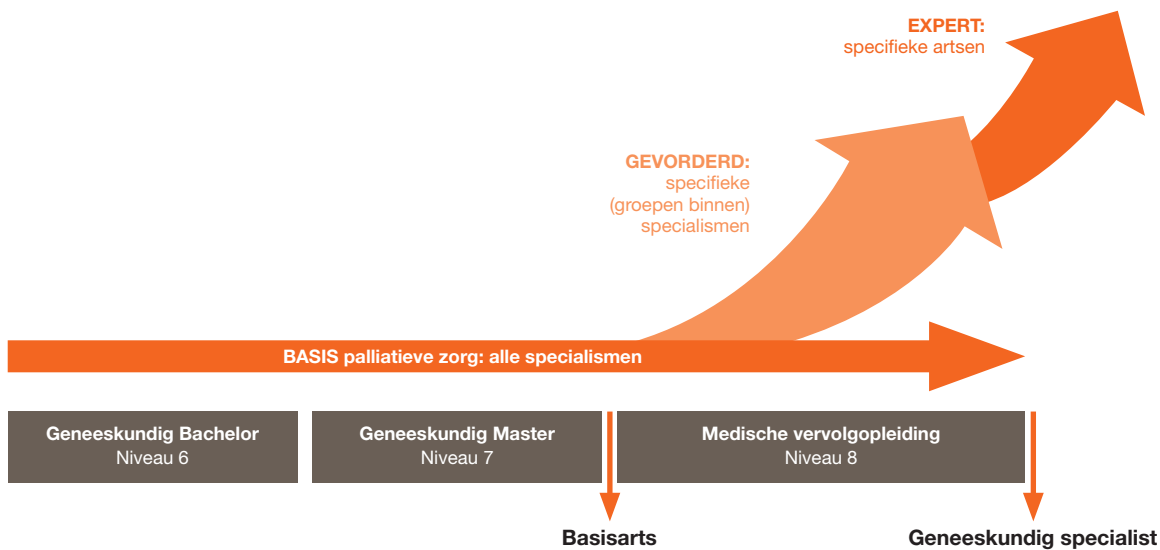 EXPERT:
specifieke artsen
GEVORDERD:
specifieke
(groepen binnen)
specialismen
BASIS palliatieve zorg: alle specialismen
Geneeskundig Bachelor
Niveau 6
Geneeskundig Master
Niveau 7
Medische vervolgopleiding
Niveau 8
Basisarts
Geneeskundig specialist